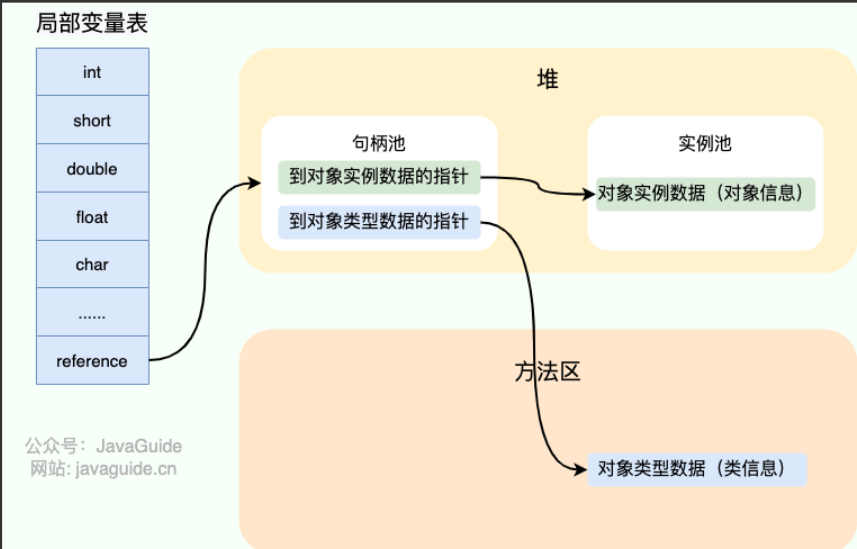 局部变量表
int
short
double
float
char
......
reference
堆
句柄池
到对象实例数据的指针
到对象类型数据的指针
实例池
对象实例数据（对象信息）
方法区
对象类型数据（类信息）
公众号：JavaGuide
网站: javaguide.cn